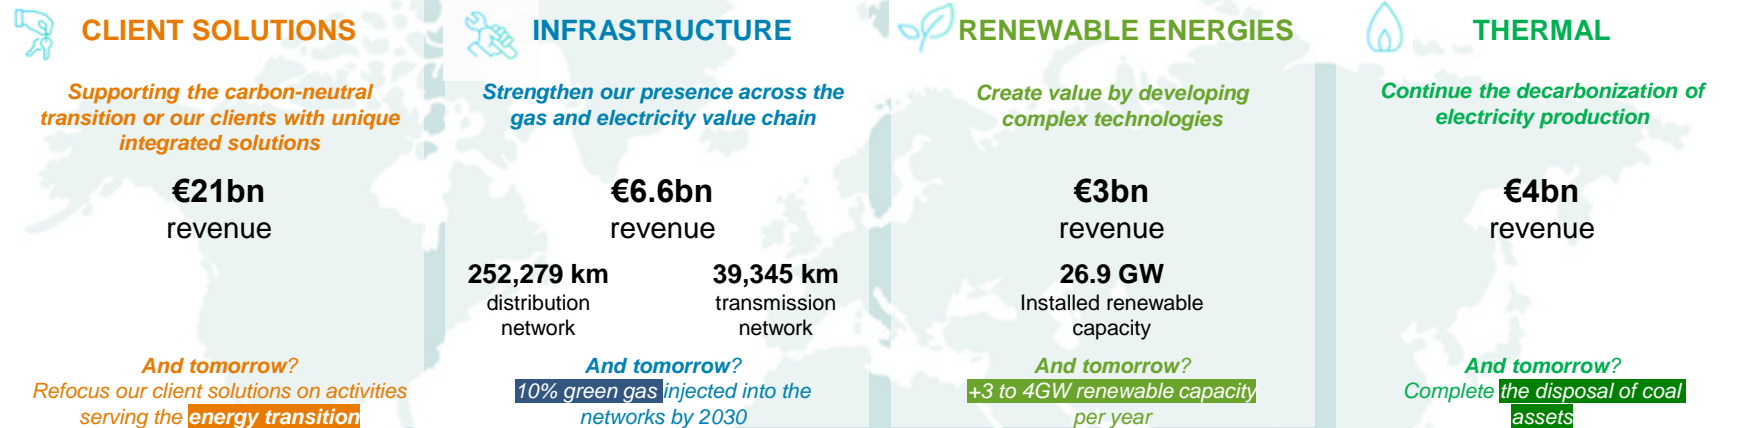 CLIENT SOLUTIONS
Supporting the carbon-neutral
transition or our clients with unique
integrated solutions
€21bn
revenue
And tomorrow?
Refocus our client solutions on activities
serving the energy transition
INFRASTRUCTURE
Strengthen our presence across the
gas and electricity value chain
€6.6bn
revenue
252,279 km
distribution
network
39,345 km
transmission
network
And tomorrow?
10% green gas injected into the
networks by 2030
RENEWABLE ENERGIES
Create value by developing
complex technologies
€3bn
revenue
26.9 GW
Installed renewable
capacity
And tomorrow?
+3 to 4GW renewable capacity
per year
THERMAL
Continue the decarbonization of
electricity production
€4bn
revenue
And tomorrow?
Complete the disposal of coal
assets